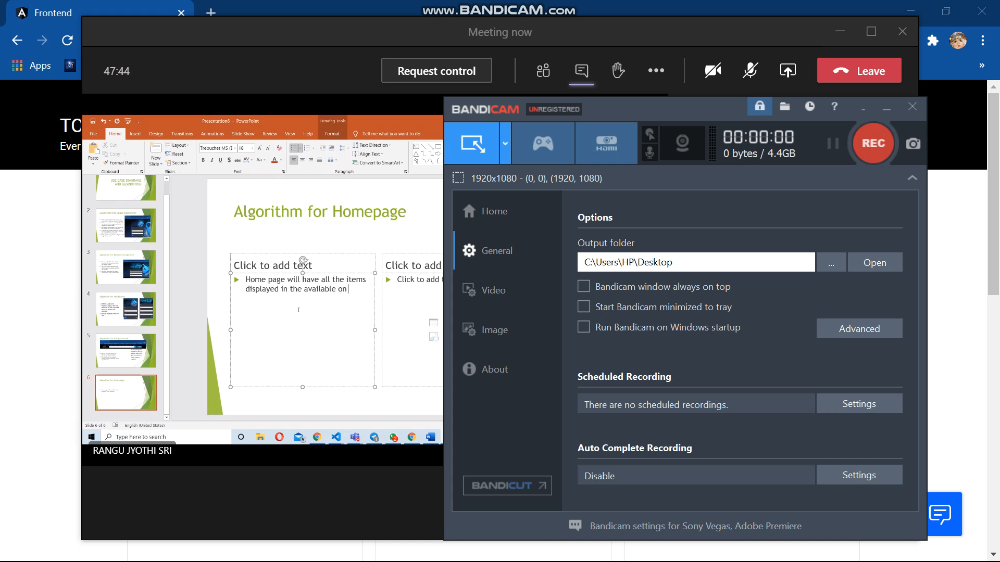 Frontend
www.BANDICAM.com
Meeting now
Apps
47:44
Request control
Leave
TO
Ever
BANDICAM UNREGISTERED
Presentation6 - PowerPoint
Drawing Tools
File Home Insert Design Transitions Animations Slide Show Review View Help Format Tell me what you want to do
Paste
Cut
Copy
Format Painter
Clipboard
New
Slide
Layout
Reset
Section
Slides
Trebuchet MS (E 18
Font
Text Direction
Align Text
Convert to SmartArt
Paragraph
00:00:00
0 bytes / 4.4GB
REC
HDMI
1920x1080 - (0, 0), (1920, 1080)
USE CASE DIAGRAMS
AND ALGORITHMS
2
3
4
5
6
Algorithm for Homepage
Click to add text
Home page will have all the items
displayed in the available on
Click to add
Click to add t
Slide 6 of 6 English (United States)
Type here to search
RANGU JYOTHI SRI
Home
General
Video
Image
About
BANDICUT
Options
Output folder
C:\Users\HP\Desktop
...
Open
Bandicam window always on top
Start Bandicam minimized to tray
Run Bandicam on Windows startup
Advanced
Scheduled Recording
There are no scheduled recordings.
Settings
Auto Complete Recording
Disable
Settings
Bandicam settings for Sony Vegas, Adobe Premiere